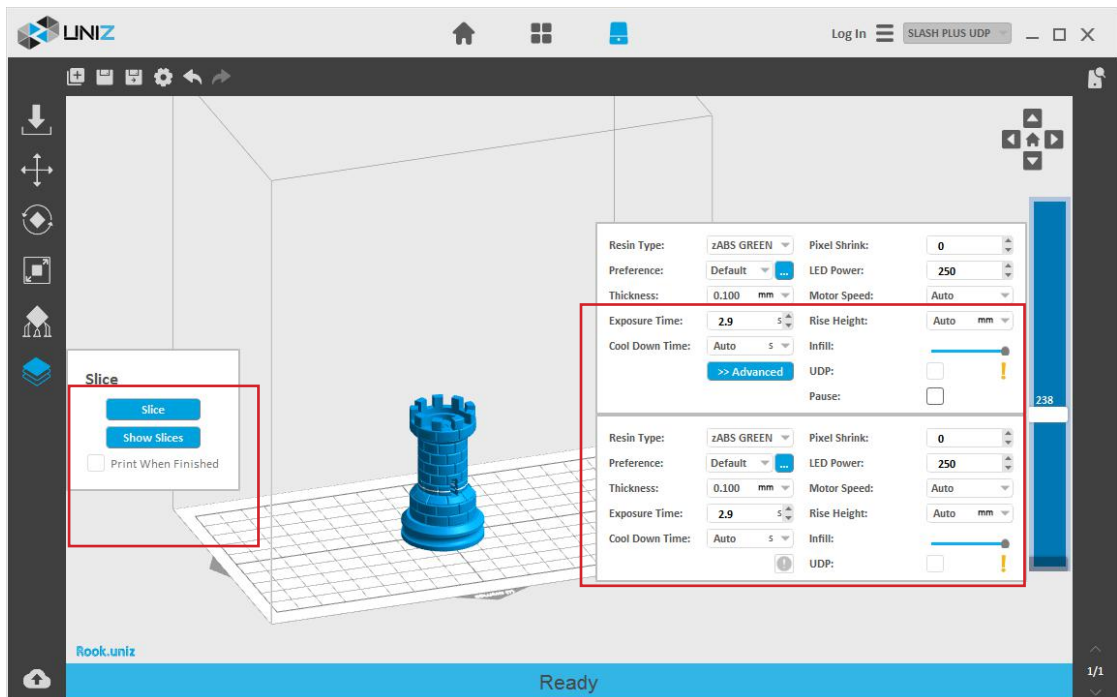 UNIZ
Log In
SLASH PLUS UDP
Resin Type: zABS GREEN Pixel Shrink: 0
Preference: Default ... LED Power: 250
Thickness: 0.100 mm Motor Speed: Auto
Exposure Time: 2.9 s Rise Height: Auto mm
Cool Down Time: Auto s Infill:
>> Advanced UDP: !
Pause:
Slice
Slice
Show Slices
Print When Finished
238
Resin Type: zABS GREEN Pixel Shrink: 0
Preference: Default ... LED Power: 250
Thickness: 0.100 mm Motor Speed: Auto
Exposure Time: 2.9 s Rise Height: Auto mm
Cool Down Time: Auto s Infill:
! UDP: !
Rook.uniz
Ready
1/1